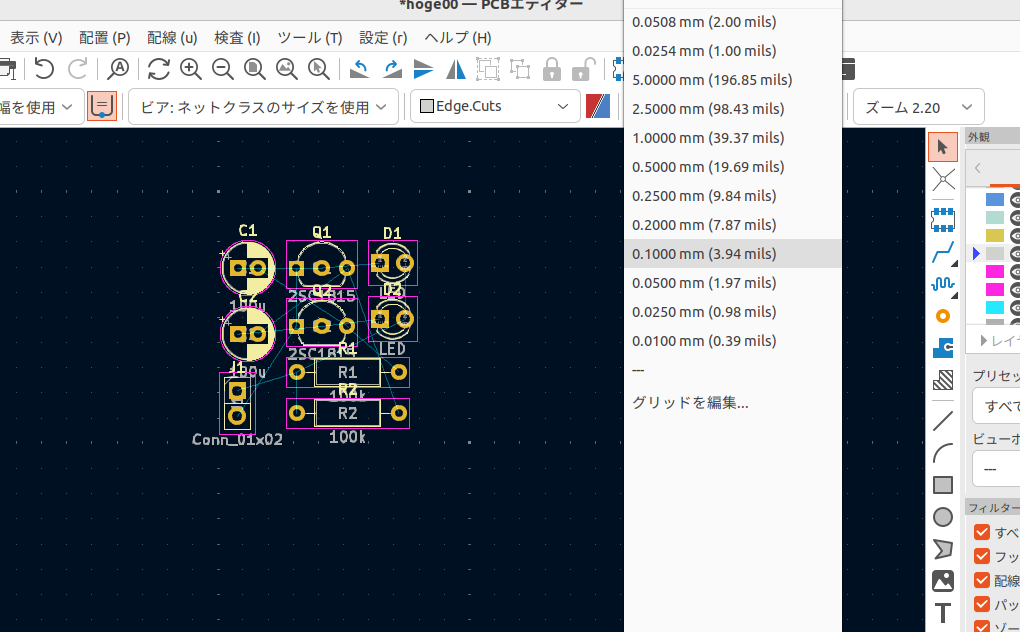 *hoge00 — PCBエディター
表示 (V) 配置 (P) 配線 (u) 検査 (I) ツール (T) 設定 (r) ヘルプ (H)
幅を使用
ビア: ネットクラスのサイズを使用
Edge.Cuts
ズーム 2.20
0.0508 mm (2.00 mils)
0.0254 mm (1.00 mils)
5.0000 mm (196.85 mils)
2.5000 mm (98.43 mils)
1.0000 mm (39.37 mils)
0.5000 mm (19.69 mils)
0.2500 mm (9.84 mils)
0.2000 mm (7.87 mils)
0.1000 mm (3.94 mils)
0.0500 mm (1.97 mils)
0.0250 mm (0.98 mils)
0.0100 mm (0.39 mils)
---
グリッドを編集...
C1
Q1
D1
100u
C2
2SC1815
Q2
D2
LED
100u
R1
R1
100k
J1
R2
R2
100k
Conn_01x02
外観
レイヤ
プリセッ
すべて
ビューポ
---
フィルター
すべ
フッ
配線
パッ
ゾー